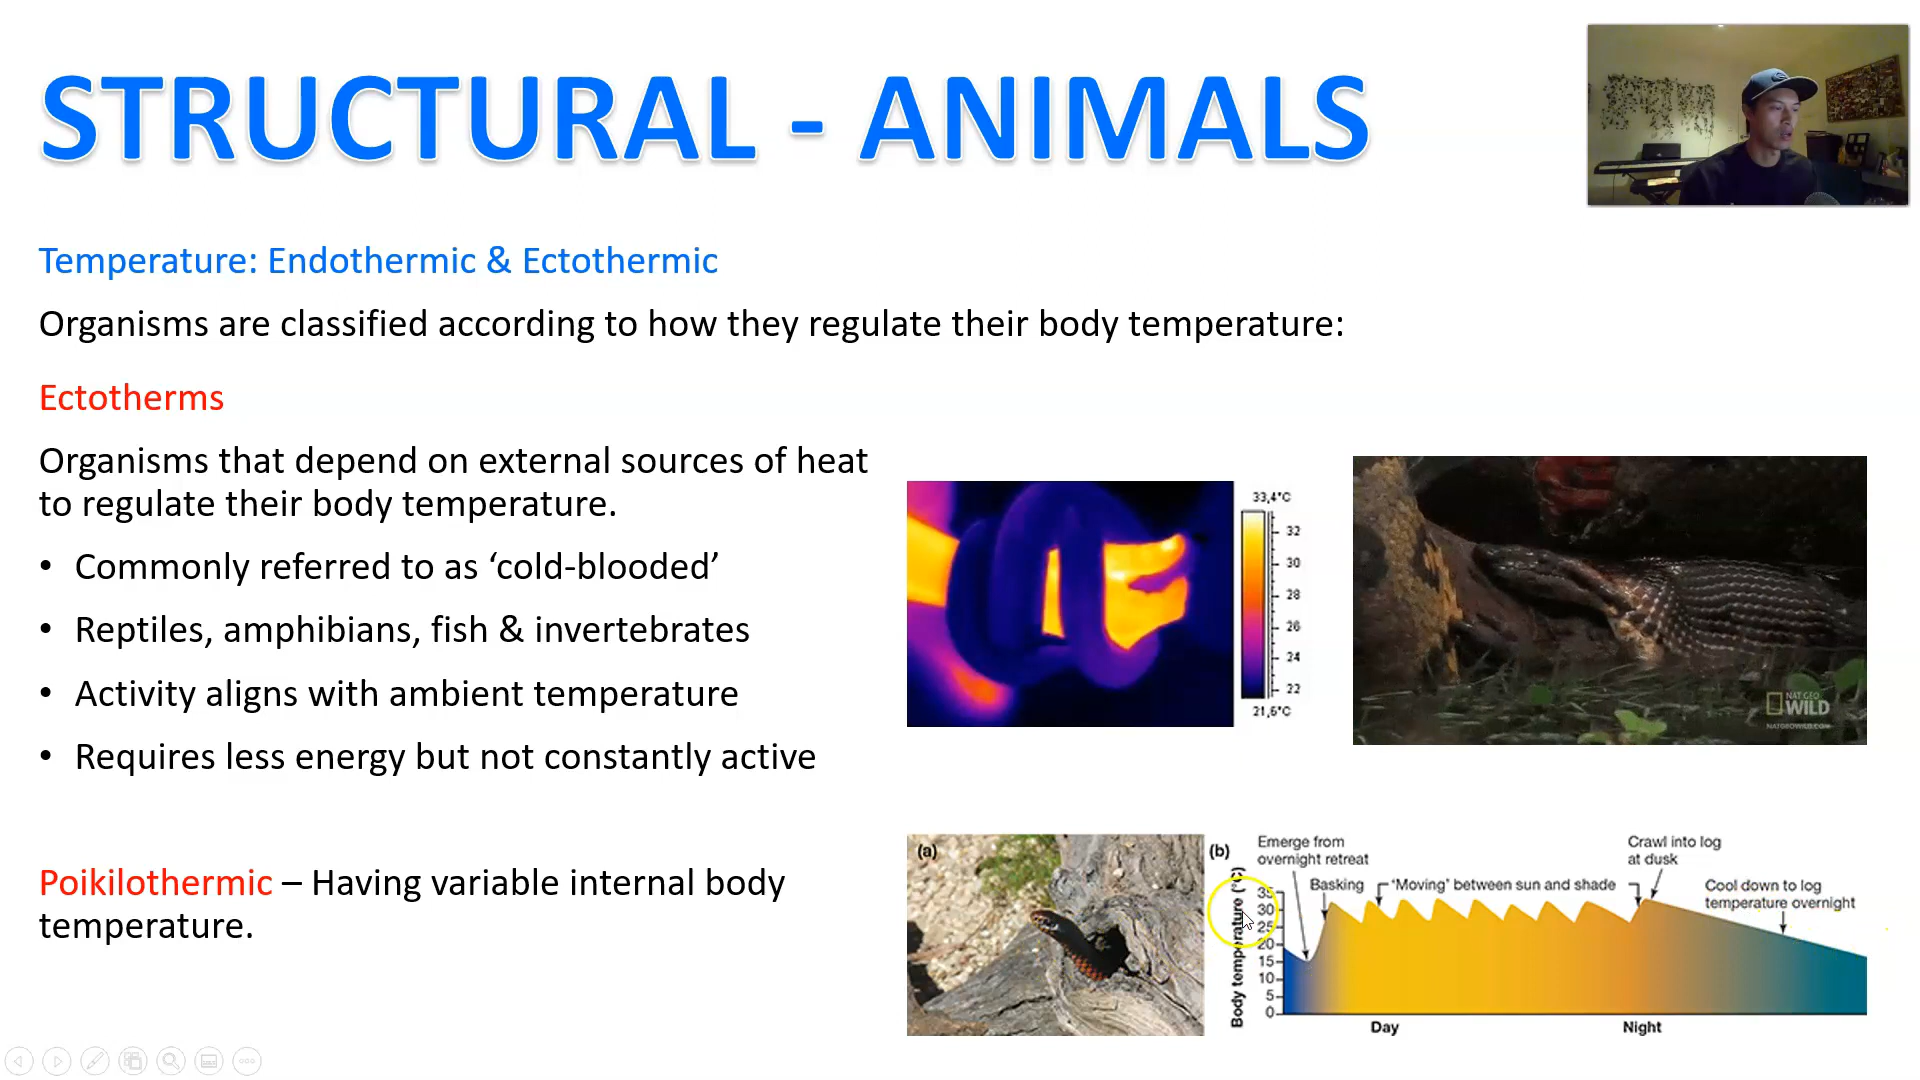 STRUCTURAL - ANIMALS
Temperature: Endothermic & Ectothermic
Organisms are classified according to how they regulate their body temperature:
Ectotherms
Organisms that depend on external sources of heat
to regulate their body temperature.
• Commonly referred to as ‘cold-blooded’
• Reptiles, amphibians, fish & invertebrates
• Activity aligns with ambient temperature
• Requires less energy but not constantly active
Poikilothermic – Having variable internal body
temperature.
33,4°C
32
30
28
26
24
22
21,6°C
NAT GEO
WILD
NATGEOWILD.COM
(a)
(b)
Emerge from
overnight retreat
Basking
‘Moving’ between sun and shade
Crawl into log
at dusk
Cool down to log
temperature overnight
Body temperature (°C)
35
30
25
20
15
10
5
0
Day
Night